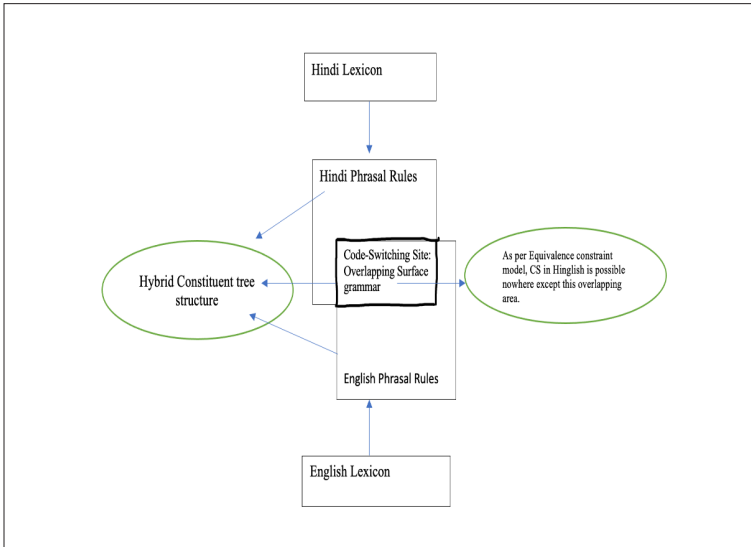 Hindi Lexicon
Hindi Phrasal Rules
Code-Switching Site:
Overlapping Surface
grammar
Hybrid Constituent tree
structure
As per Equivalence constraint
model, CS in Hinglish is possible
nowhere except this overlapping
area.
English Phrasal Rules
English Lexicon